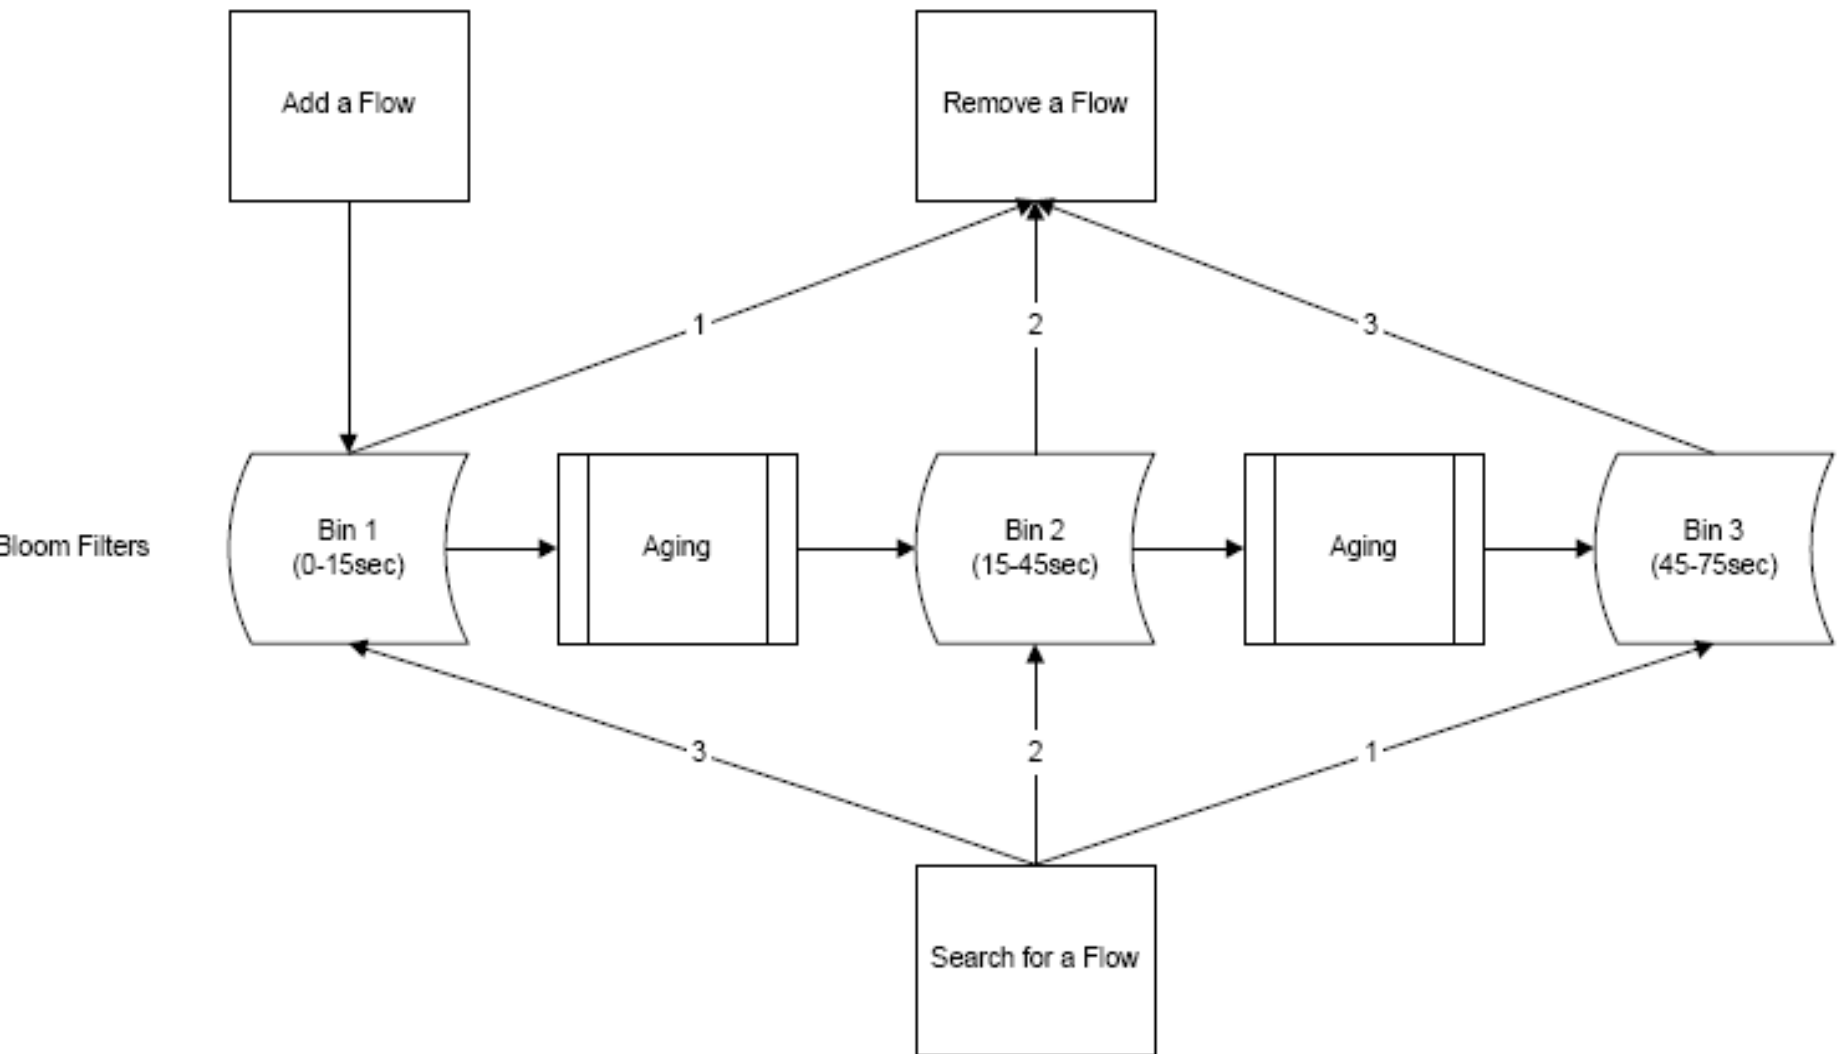 Add a Flow
Remove a Flow
1
2
3
Bloom Filters
Bin 1
(0-15sec)
Aging
Bin 2
(15-45sec)
Aging
Bin 3
(45-75sec)
3
2
1
Search for a Flow